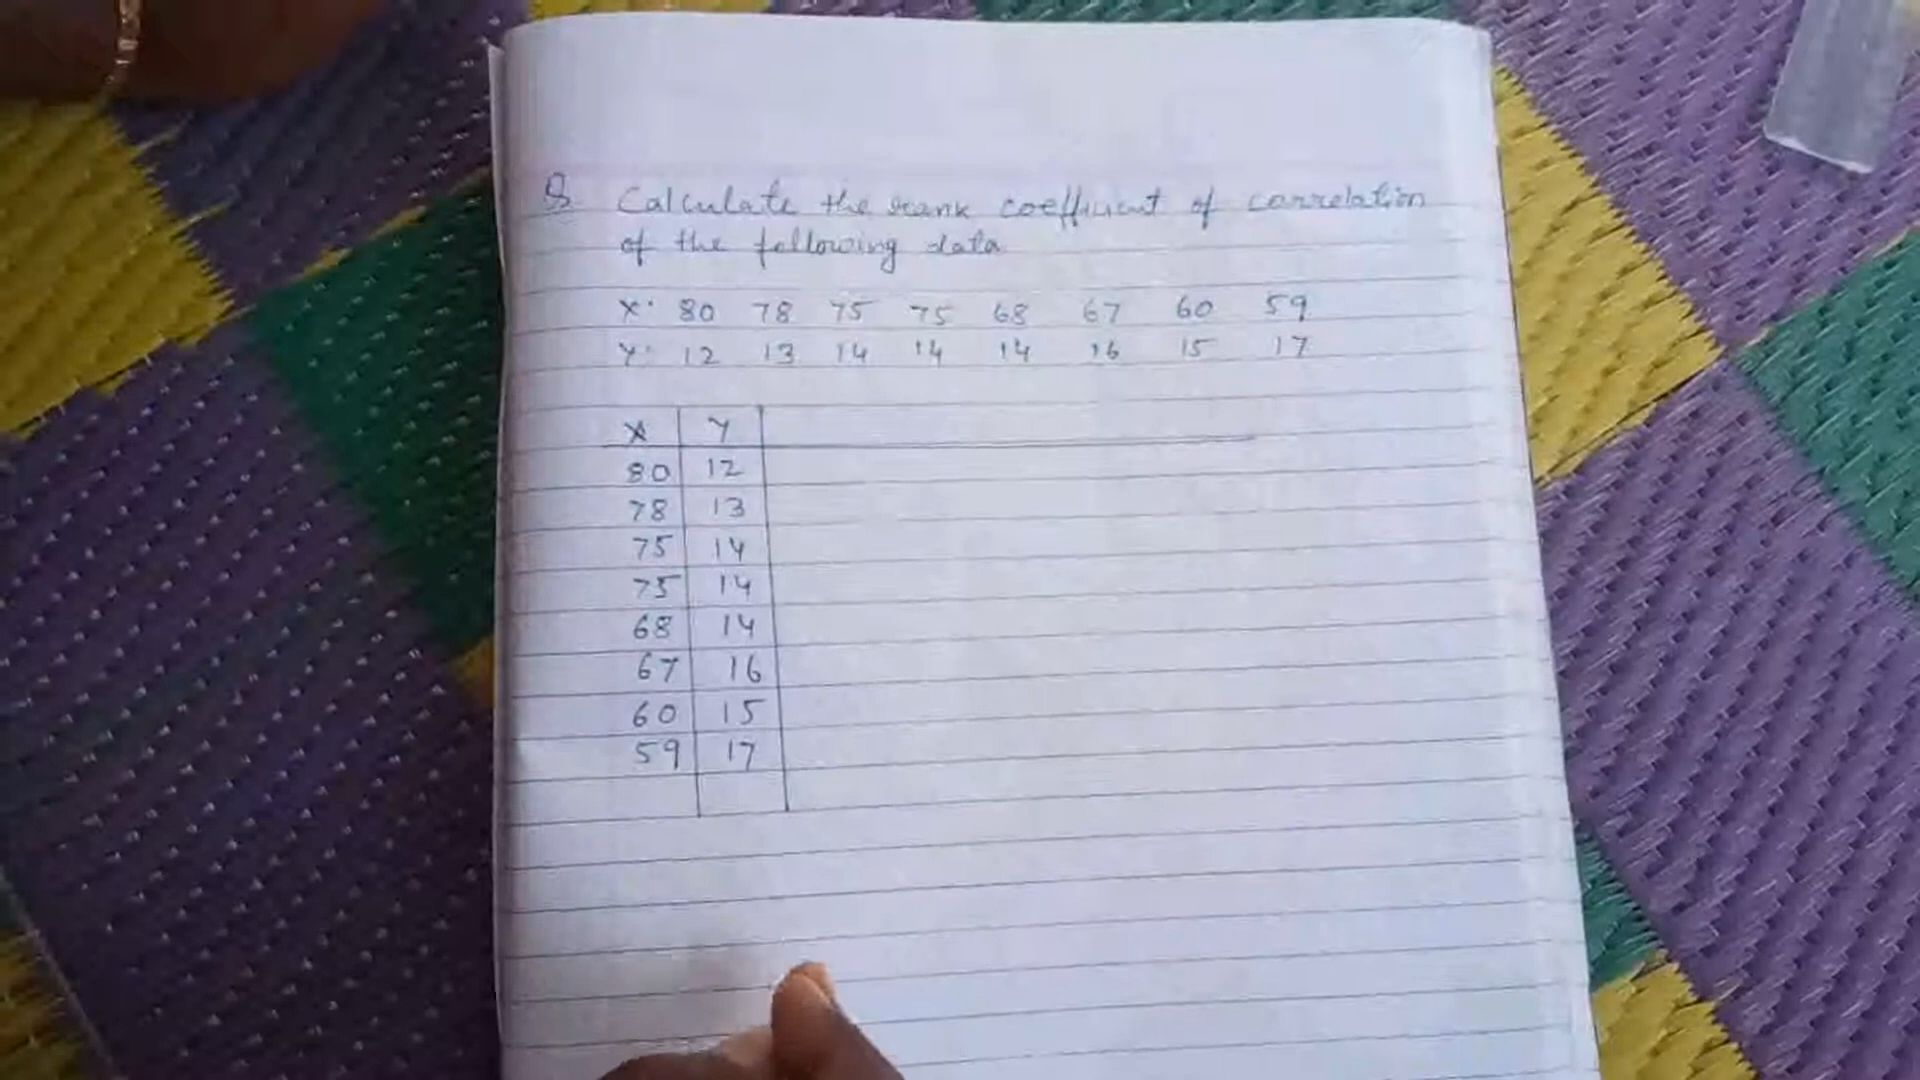 Q. Calculate the rank coefficient of correlation
of the following data
X: 80 78 75 75 68 67 60 59
Y: 12 13 14 14 14 16 15 17
X Y
80 12
78 13
75 14
75 14
68 14
67 16
60 15
59 17